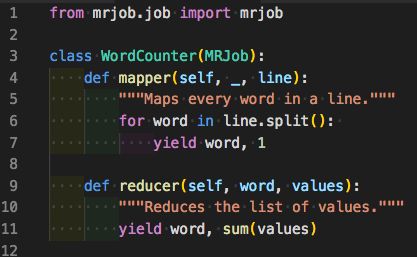 1 from mrjob.job import mrjob
2
3 class WordCounter(MRJob):
4     def mapper(self, _, line):
5         """Maps every word in a line."""
6         for word in line.split():
7             yield word, 1
8
9     def reducer(self, word, values):
10         """Reduces the list of values."""
11         yield word, sum(values)
12